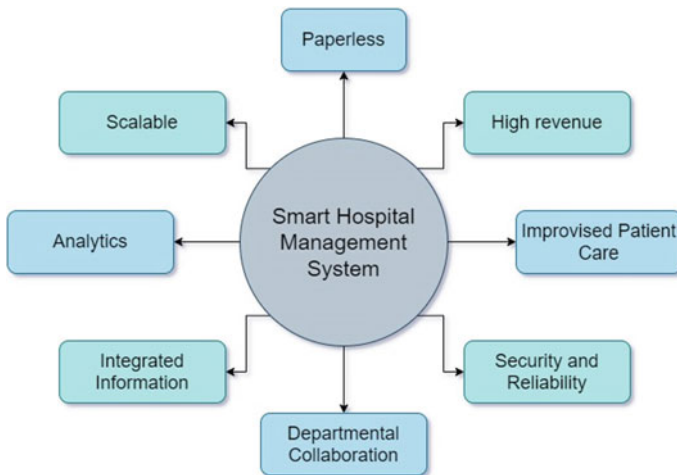 Paperless
Scalable
High revenue
Smart Hospital
Management
System
Analytics
Improvised Patient
Care
Integrated
Information
Security and
Reliability
Departmental
Collaboration